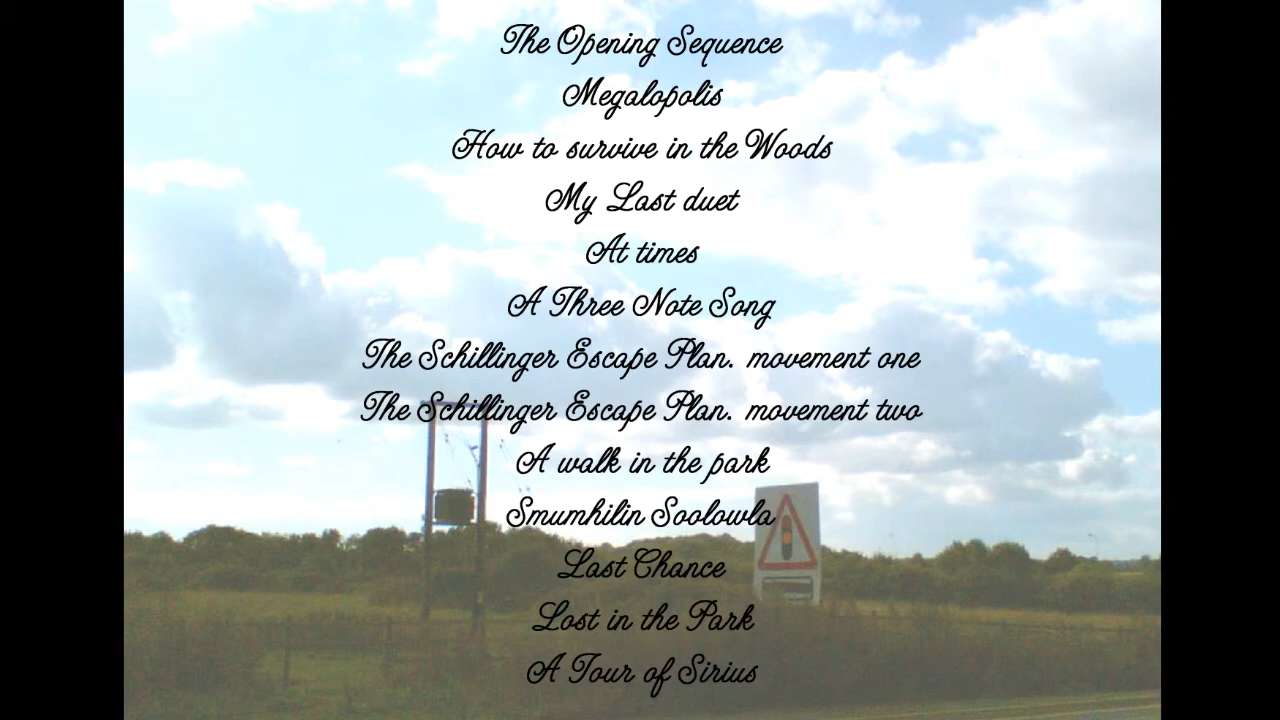 The Opening Sequence
Megalopolis
How to survive in the Woods
My Last duet
At times
A Three Note Song
The Schillinger Escape Plan. movement one
The Schillinger Escape Plan. movement two
A walk in the park
Smumhilin Soolowla
Last Chance
Lost in the Park
A Tour of Sirius